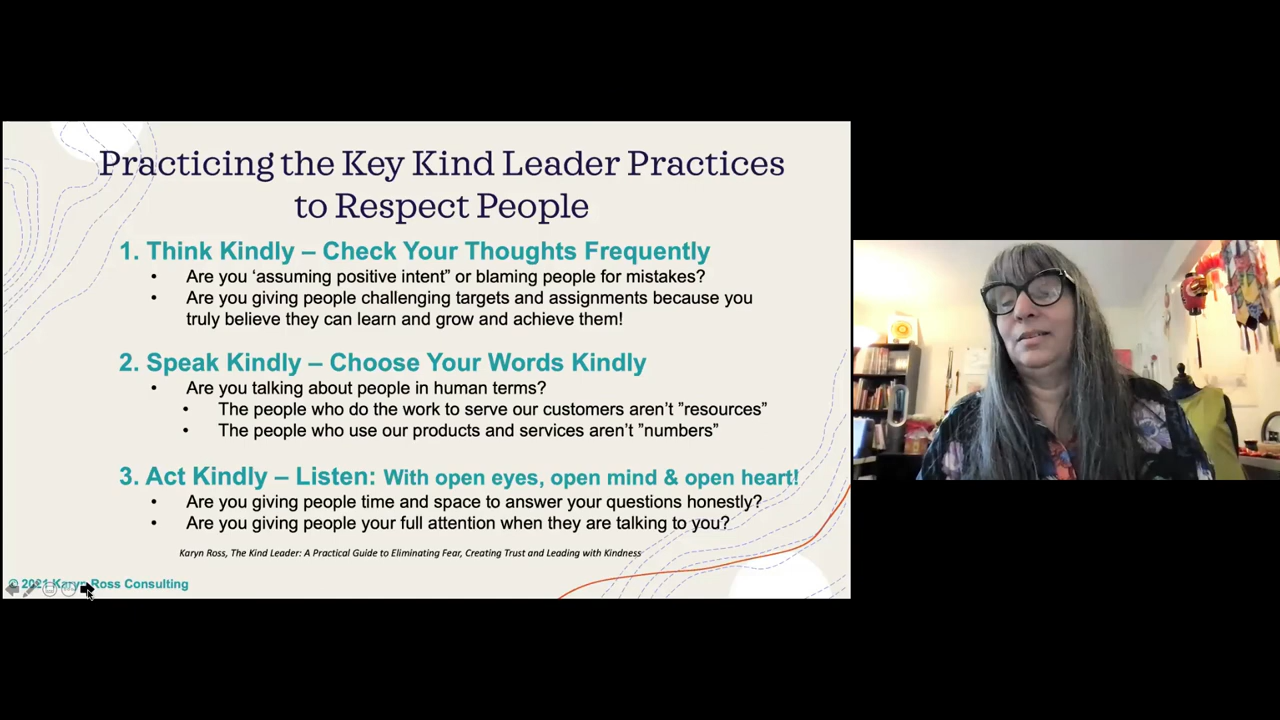 Practicing the Key Kind Leader Practices
to Respect People
1. Think Kindly – Check Your Thoughts Frequently
• Are you ‘assuming positive intent” or blaming people for mistakes?
• Are you giving people challenging targets and assignments because you
truly believe they can learn and grow and achieve them!
2. Speak Kindly – Choose Your Words Kindly
• Are you talking about people in human terms?
• The people who do the work to serve our customers aren’t ”resources”
• The people who use our products and services aren’t ”numbers”
3. Act Kindly – Listen: With open eyes, open mind & open heart!
• Are you giving people time and space to answer your questions honestly?
• Are you giving people your full attention when they are talking to you?
Karyn Ross, The Kind Leader: A Practical Guide to Eliminating Fear, Creating Trust and Leading with Kindness
© 2021 Karyn Ross Consulting